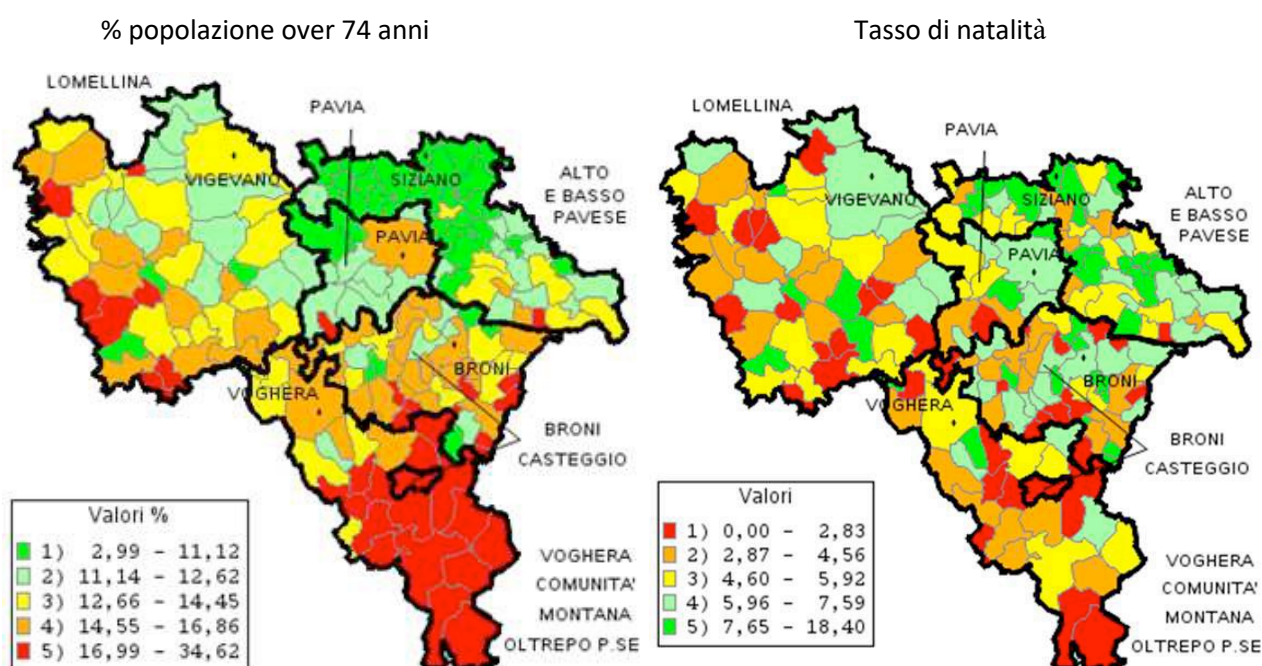 % popolazione over 74 anni
LOMELLINA
PAVIA
VIGEVANO
SIZIANO
ALTO
E BASSO
PAVESE
PAVIA
VOGHERA
BRONI
BRONI
CASTEGGIO
VOGHERA
COMUNITA'
MONTANA
OLTREPO P.SE
Valori %
1) 2,99 - 11,12
2) 11,14 - 12,62
3) 12,66 - 14,45
4) 14,55 - 16,86
5) 16,99 - 34,62
Tasso di natalità
LOMELLINA
PAVIA
VIGEVANO
SIZIANO
ALTO
E BASSO
PAVESE
PAVIA
VOGHERA
BRONI
BRONI
CASTEGGIO
VOGHERA
COMUNITA'
MONTANA
OLTREPO P.SE
Valori
1) 0,00 - 2,83
2) 2,87 - 4,56
3) 4,60 - 5,92
4) 5,96 - 7,59
5) 7,65 - 18,40